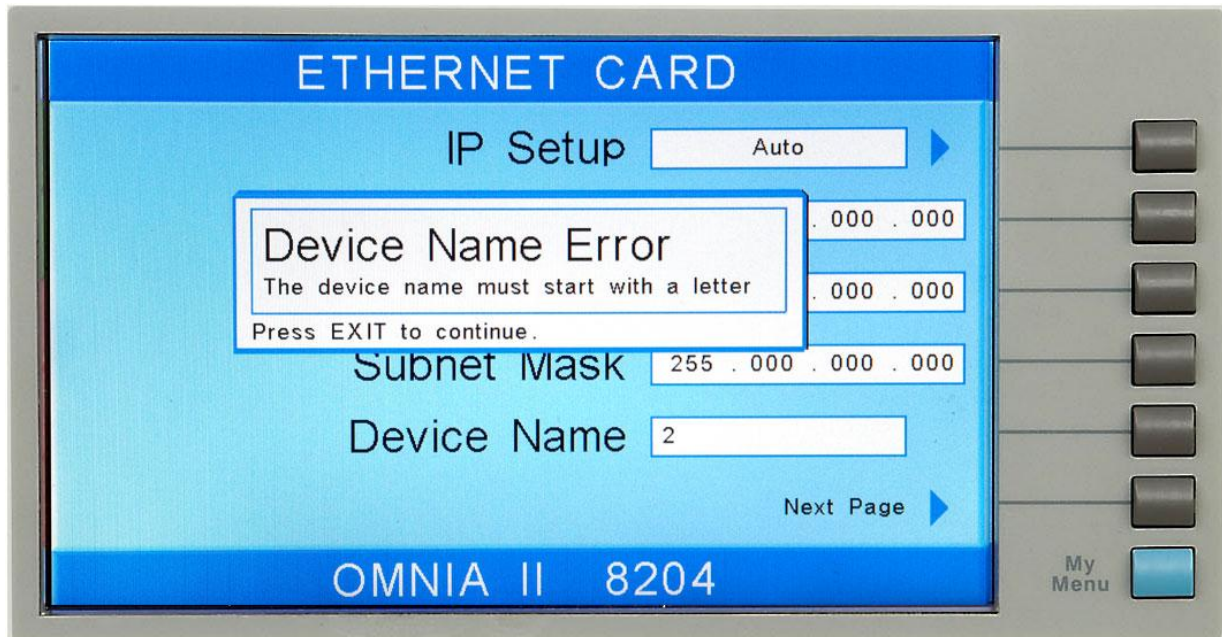 ETHERNET CARD
IP Setup Auto
. 000 . 000
Device Name Error
The device name must start with a letter
. 000 . 000
Press EXIT to continue.
Subnet Mask 255 . 000 . 000 . 000
Device Name 2
Next Page
OMNIA II 8204
My
Menu